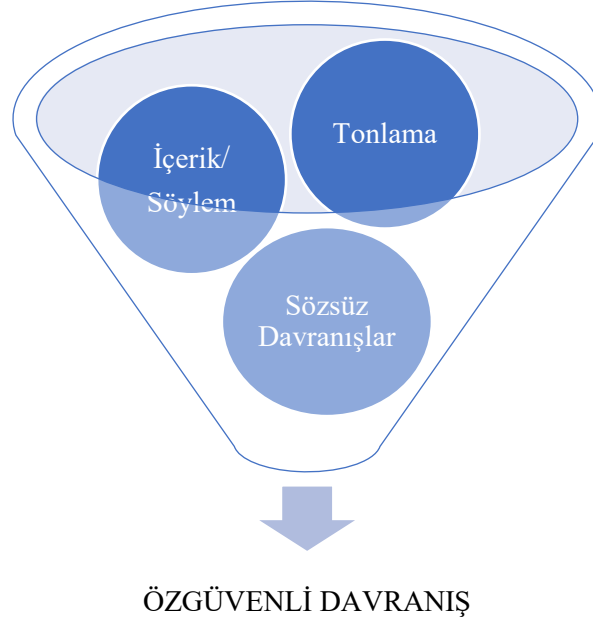 İçerik/
Söylem
Tonlama
Sözsüz
Davranışlar
ÖZGÜVENLİ DAVRANIŞ